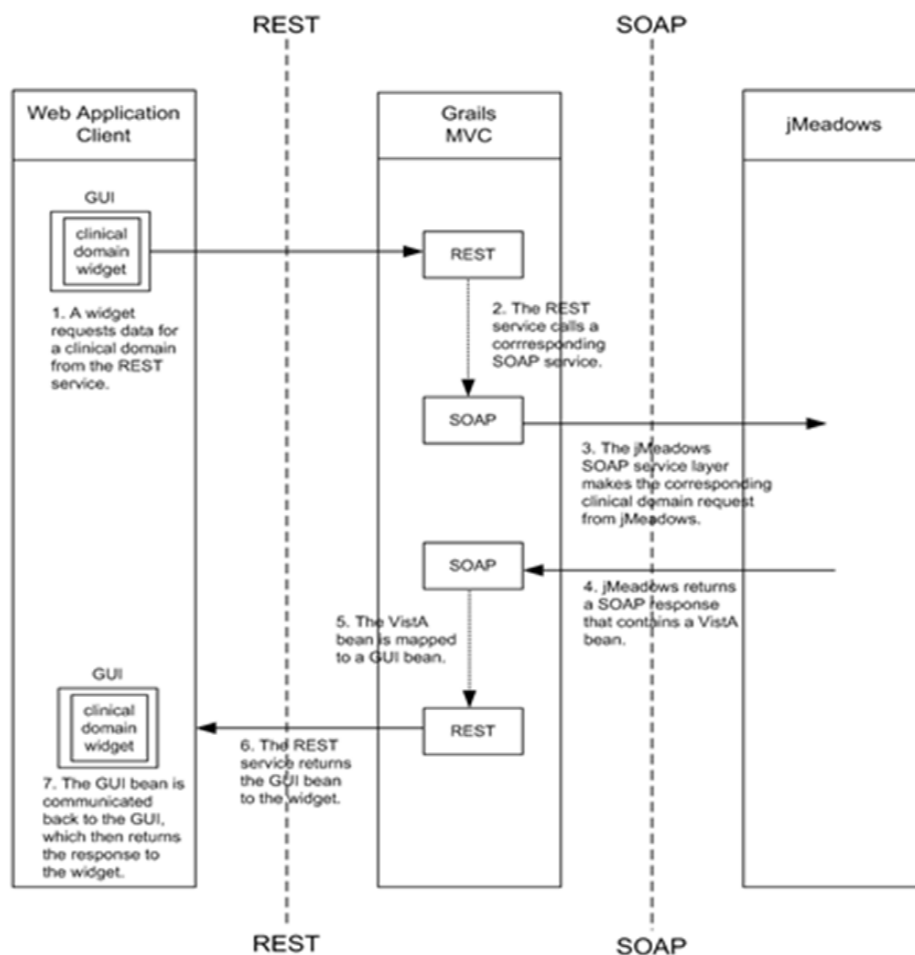 REST
SOAP
Web Application
Client
Grails
MVC
jMeadows
GUI
clinical
domain
widget
1. A widget
requests data for
a clinical domain
from the REST
service.
REST
2. The REST
service calls a
corrresponding
SOAP service.
SOAP
3. The jMeadows
SOAP service layer
makes the corresponding
clinical domain request
from jMeadows.
SOAP
4. jMeadows returns
a SOAP response
that contains a VistA
bean.
5. The VistA
bean is mapped
to a GUI bean.
REST
GUI
clinical
domain
widget
6. The REST
service returns
the GUI bean
to the widget.
7. The GUI bean is
communicated
back to the GUI,
which then returns
the response to
the widget.
REST
SOAP